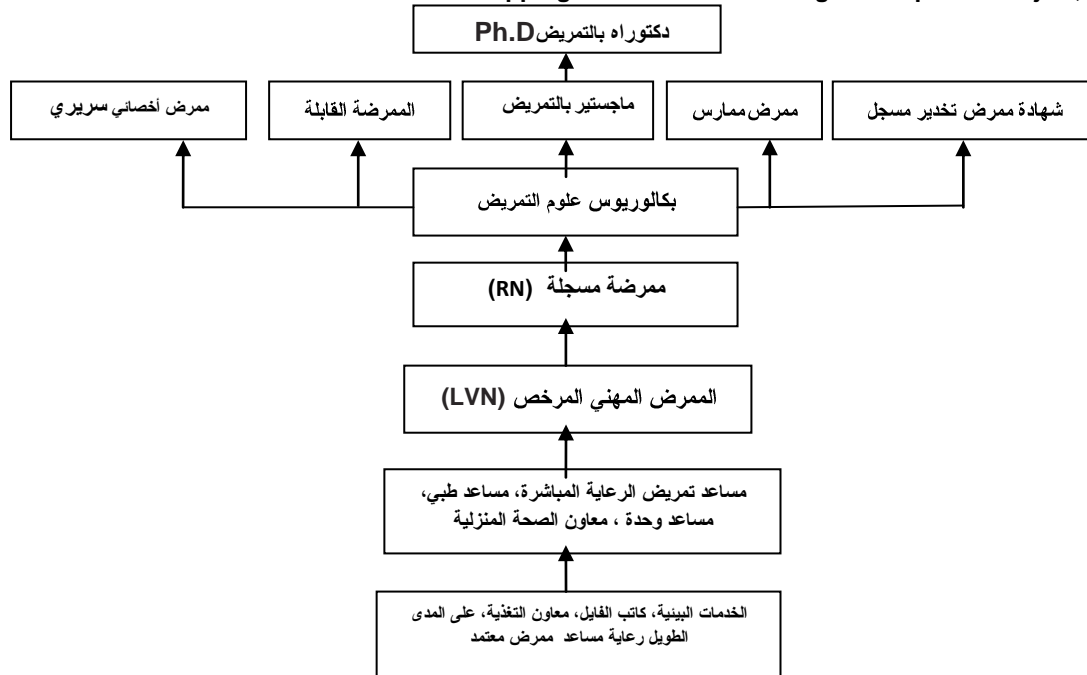 دكتوراه بالتمريض Ph.D
شهادة ممرض تخدير مسجل
ممرض ممارس
ماجستير بالتمريض
الممرضة القابلة
ممرض أخصائي سريري
بكالوريوس علوم التمريض
ممرضة مسجلة (RN)
الممرض المهني المرخص (LVN)
مساعد تمريض الرعاية المباشرة، مساعد طبي،
مساعد وحدة ، معاون الصحة المنزلية
الخدمات البيئية، كاتب الفايل، معاون التغذية، على المدى
الطويل رعاية مساعد ممرض معتمد